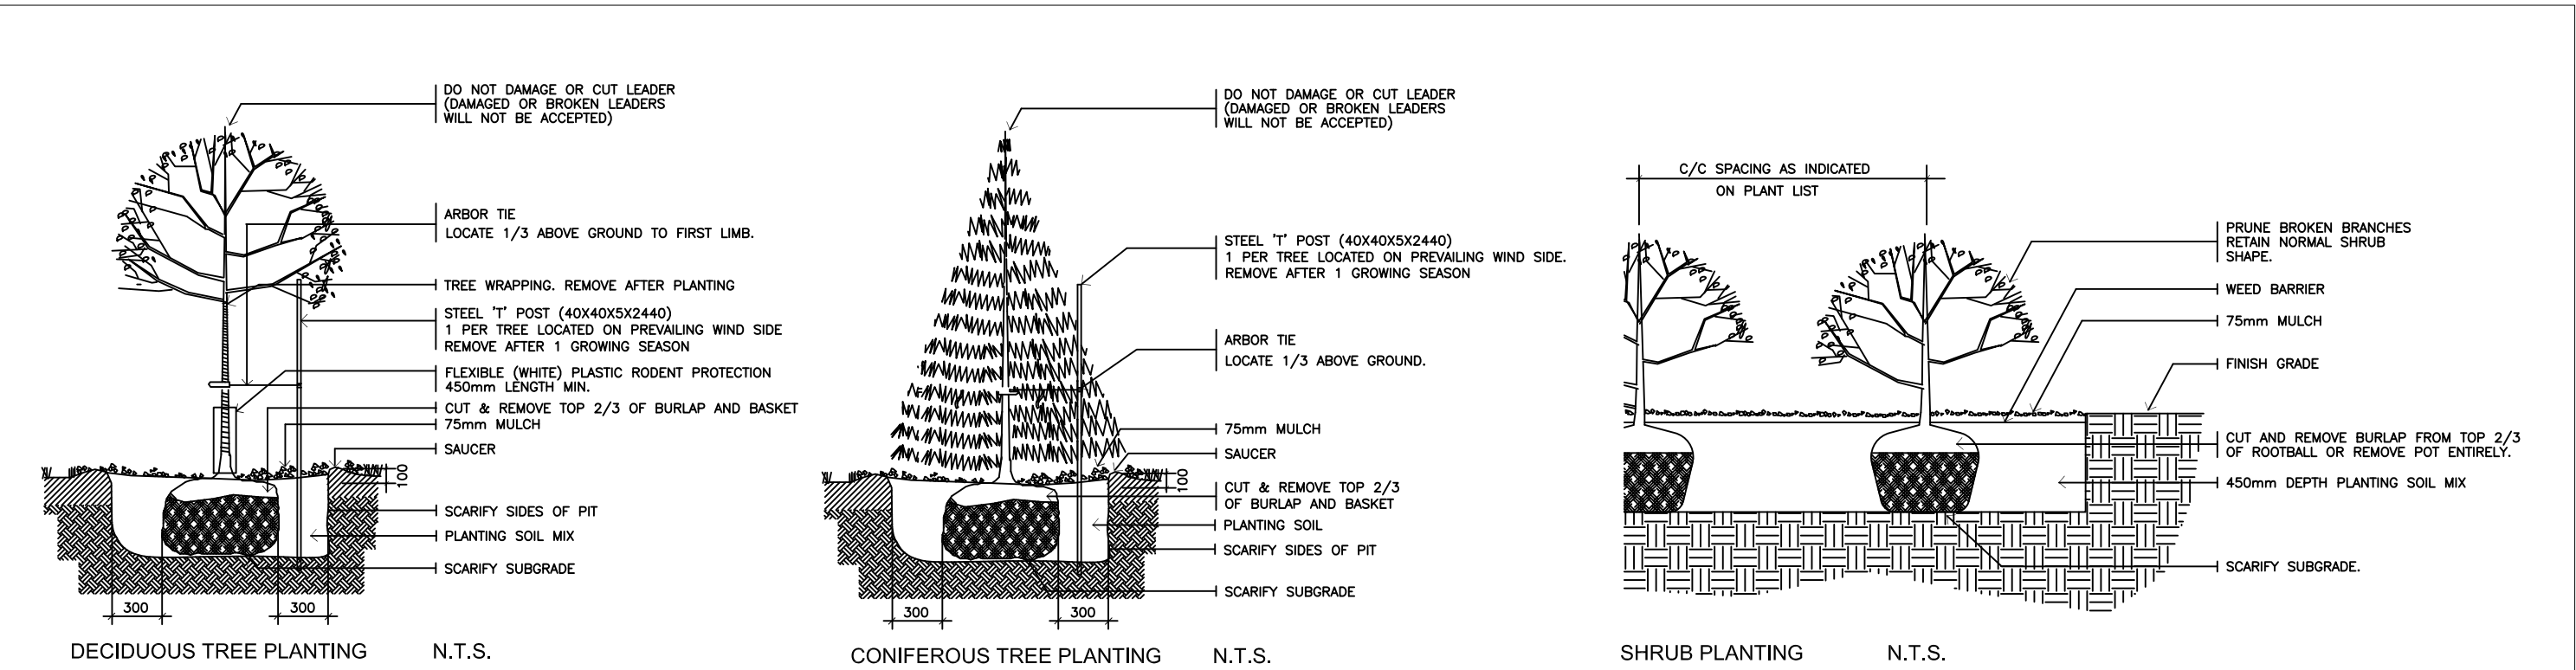 DO NOT DAMAGE OR CUT LEADER
(DAMAGED OR BROKEN LEADERS
WILL NOT BE ACCEPTED)
ARBOR TIE
LOCATE 1/3 ABOVE GROUND TO FIRST LIMB.
TREE WRAPPING. REMOVE AFTER PLANTING
STEEL 'T' POST (40X40X5X2440)
1 PER TREE LOCATED ON PREVAILING WIND SIDE
REMOVE AFTER 1 GROWING SEASON
FLEXIBLE (WHITE) PLASTIC RODENT PROTECTION
450mm LENGTH MIN.
CUT & REMOVE TOP 2/3 OF BURLAP AND BASKET
75mm MULCH
SAUCER
100
SCARIFY SIDES OF PIT
PLANTING SOIL MIX
SCARIFY SUBGRADE
300
300
DECIDUOUS TREE PLANTING N.T.S.
DO NOT DAMAGE OR CUT LEADER
(DAMAGED OR BROKEN LEADERS
WILL NOT BE ACCEPTED)
STEEL 'T' POST (40X40X5X2440)
1 PER TREE LOCATED ON PREVAILING WIND SIDE.
REMOVE AFTER 1 GROWING SEASON
ARBOR TIE
LOCATE 1/3 ABOVE GROUND.
75mm MULCH
SAUCER
100
CUT & REMOVE TOP 2/3
OF BURLAP AND BASKET
PLANTING SOIL
SCARIFY SIDES OF PIT
SCARIFY SUBGRADE
300
300
CONIFEROUS TREE PLANTING N.T.S.
C/C SPACING AS INDICATED
ON PLANT LIST
PRUNE BROKEN BRANCHES
RETAIN NORMAL SHRUB
SHAPE.
WEED BARRIER
75mm MULCH
FINISH GRADE
CUT AND REMOVE BURLAP FROM TOP 2/3
OF ROOTBALL OR REMOVE POT ENTIRELY.
450mm DEPTH PLANTING SOIL MIX
SCARIFY SUBGRADE.
SHRUB PLANTING N.T.S.